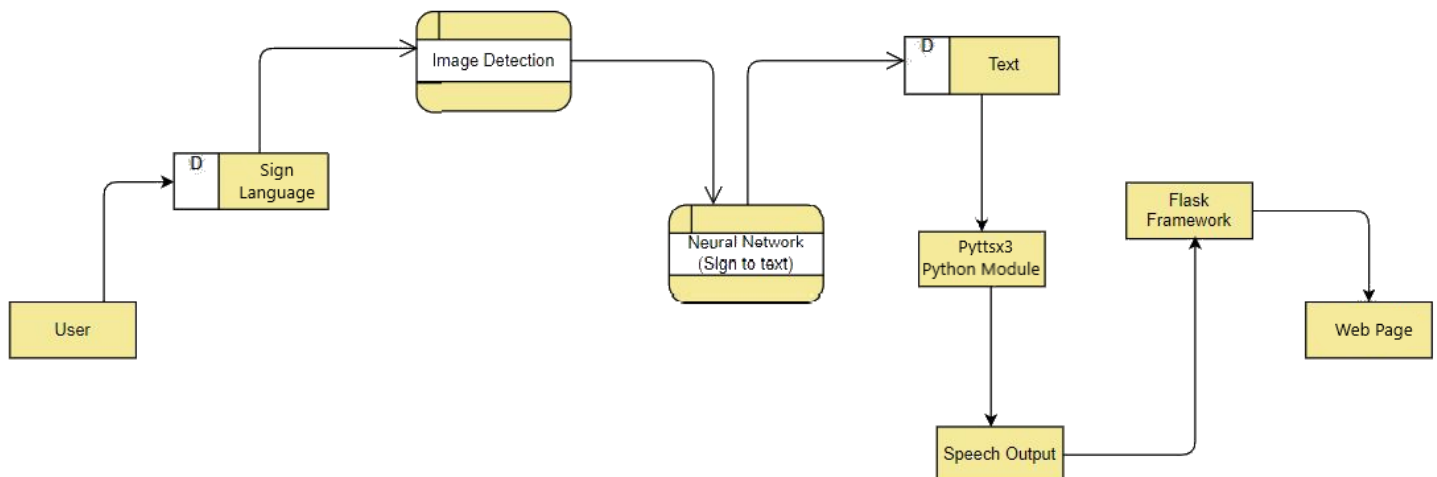 User
D
Sign
Language
Image Detection
Neural Network
(Sign to text)
D
Text
Pyttsx3
Python Module
Speech Output
Flask
Framework
Web Page